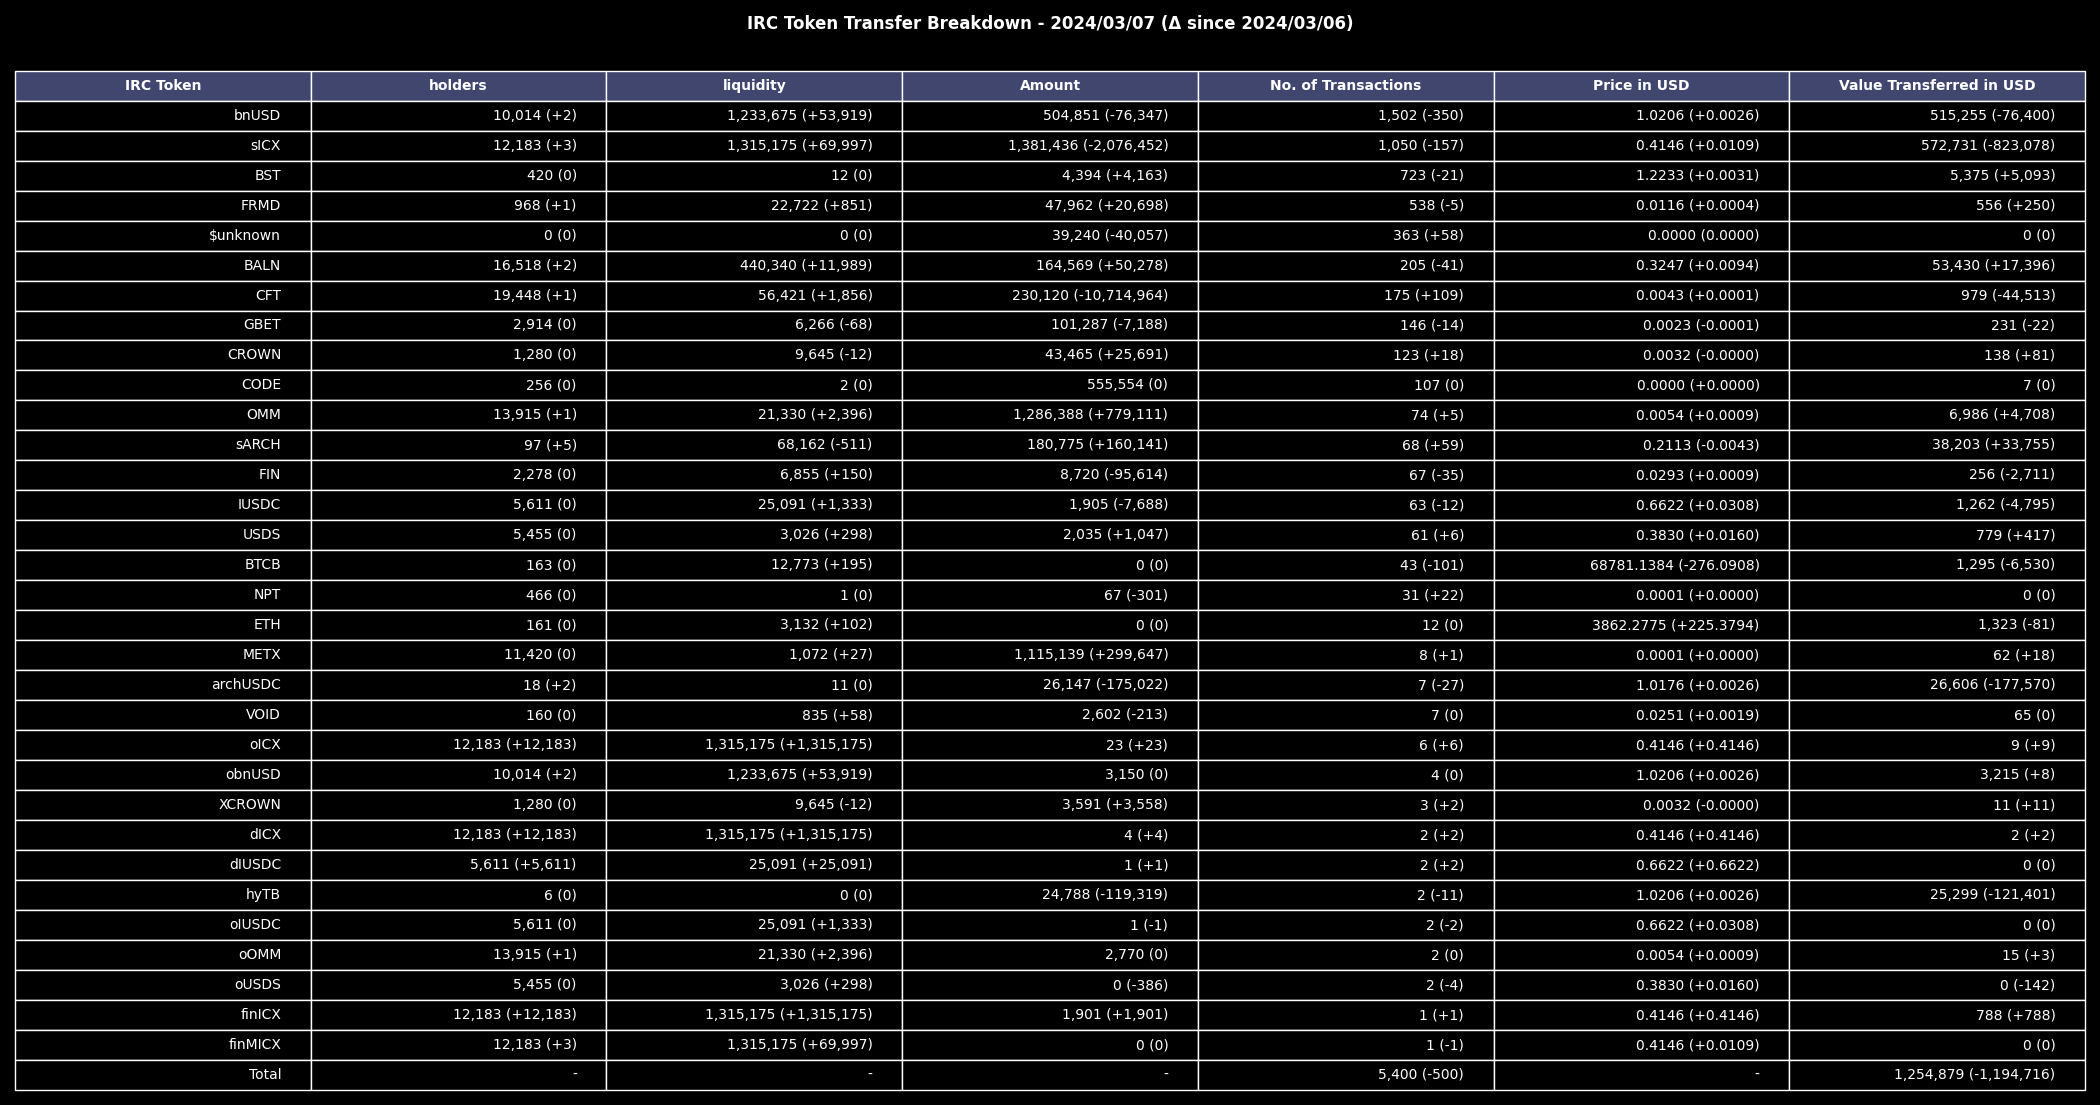 IRC Token Transfer Breakdown - 2024/03/07 (Δ since 2024/03/06)
IRC Token holders liquidity Amount No. of Transactions Price in USD Value Transferred in USD
bnUSD 10,014 (+2) 1,233,675 (+53,919) 504,851 (-76,347) 1,502 (-350) 1.0206 (+0.0026) 515,255 (-76,400)
sICX 12,183 (+3) 1,315,175 (+69,997) 1,381,436 (-2,076,452) 1,050 (-157) 0.4146 (+0.0109) 572,731 (-823,078)
BST 420 (0) 12 (0) 4,394 (+4,163) 723 (-21) 1.2233 (+0.0031) 5,375 (+5,093)
FRMD 968 (+1) 22,722 (+851) 47,962 (+20,698) 538 (-5) 0.0116 (+0.0004) 556 (+250)
$unknown 0 (0) 0 (0) 39,240 (-40,057) 363 (+58) 0.0000 (0.0000) 0 (0)
BALN 16,518 (+2) 440,340 (+11,989) 164,569 (+50,278) 205 (-41) 0.3247 (+0.0094) 53,430 (+17,396)
CFT 19,448 (+1) 56,421 (+1,856) 230,120 (-10,714,964) 175 (+109) 0.0043 (+0.0001) 979 (-44,513)
GBET 2,914 (0) 6,266 (-68) 101,287 (-7,188) 146 (-14) 0.0023 (-0.0001) 231 (-22)
CROWN 1,280 (0) 9,645 (-12) 43,465 (+25,691) 123 (+18) 0.0032 (-0.0000) 138 (+81)
CODE 256 (0) 2 (0) 555,554 (0) 107 (0) 0.0000 (+0.0000) 7 (0)
OMM 13,915 (+1) 21,330 (+2,396) 1,286,388 (+779,111) 74 (+5) 0.0054 (+0.0009) 6,986 (+4,708)
sARCH 97 (+5) 68,162 (-511) 180,775 (+160,141) 68 (+59) 0.2113 (-0.0043) 38,203 (+33,755)
FIN 2,278 (0) 6,855 (+150) 8,720 (-95,614) 67 (-35) 0.0293 (+0.0009) 256 (-2,711)
IUSDC 5,611 (0) 25,091 (+1,333) 1,905 (-7,688) 63 (-12) 0.6622 (+0.0308) 1,262 (-4,795)
USDS 5,455 (0) 3,026 (+298) 2,035 (+1,047) 61 (+6) 0.3830 (+0.0160) 779 (+417)
BTCB 163 (0) 12,773 (+195) 0 (0) 43 (-101) 68781.1384 (-276.0908) 1,295 (-6,530)
NPT 466 (0) 1 (0) 67 (-301) 31 (+22) 0.0001 (+0.0000) 0 (0)
ETH 161 (0) 3,132 (+102) 0 (0) 12 (0) 3862.2775 (+225.3794) 1,323 (-81)
METX 11,420 (0) 1,072 (+27) 1,115,139 (+299,647) 8 (+1) 0.0001 (+0.0000) 62 (+18)
archUSDC 18 (+2) 11 (0) 26,147 (-175,022) 7 (-27) 1.0176 (+0.0026) 26,606 (-177,570)
VOID 160 (0) 835 (+58) 2,602 (-213) 7 (0) 0.0251 (+0.0019) 65 (0)
oICX 12,183 (+12,183) 1,315,175 (+1,315,175) 23 (+23) 6 (+6) 0.4146 (+0.4146) 9 (+9)
obnUSD 10,014 (+2) 1,233,675 (+53,919) 3,150 (0) 4 (0) 1.0206 (+0.0026) 3,215 (+8)
XCROWN 1,280 (0) 9,645 (-12) 3,591 (+3,558) 3 (+2) 0.0032 (-0.0000) 11 (+11)
dICX 12,183 (+12,183) 1,315,175 (+1,315,175) 4 (+4) 2 (+2) 0.4146 (+0.4146) 2 (+2)
dIUSDC 5,611 (+5,611) 25,091 (+25,091) 1 (+1) 2 (+2) 0.6622 (+0.6622) 0 (0)
hyTB 6 (0) 0 (0) 24,788 (-119,319) 2 (-11) 1.0206 (+0.0026) 25,299 (-121,401)
oIUSDC 5,611 (0) 25,091 (+1,333) 1 (-1) 2 (-2) 0.6622 (+0.0308) 0 (0)
oOMM 13,915 (+1) 21,330 (+2,396) 2,770 (0) 2 (0) 0.0054 (+0.0009) 15 (+3)
oUSDS 5,455 (0) 3,026 (+298) 0 (-386) 2 (-4) 0.3830 (+0.0160) 0 (-142)
finICX 12,183 (+12,183) 1,315,175 (+1,315,175) 1,901 (+1,901) 1 (+1) 0.4146 (+0.4146) 788 (+788)
finMICX 12,183 (+3) 1,315,175 (+69,997) 0 (0) 1 (-1) 0.4146 (+0.0109) 0 (0)
Total - - - 5,400 (-500) - 1,254,879 (-1,194,716)